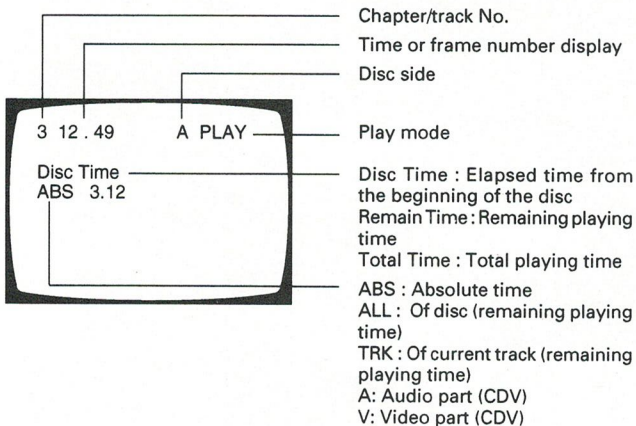 Chapter/track No.
Time or frame number display
Disc side
3 12 . 49 A PLAY
Play mode
Disc Time
ABS 3.12
Disc Time : Elapsed time from
the beginning of the disc
Remain Time : Remaining playing
time
Total Time : Total playing time
ABS : Absolute time
ALL : Of disc (remaining playing
time)
TRK : Of current track (remaining
playing time)
A: Audio part (CDV)
V: Video part (CDV)